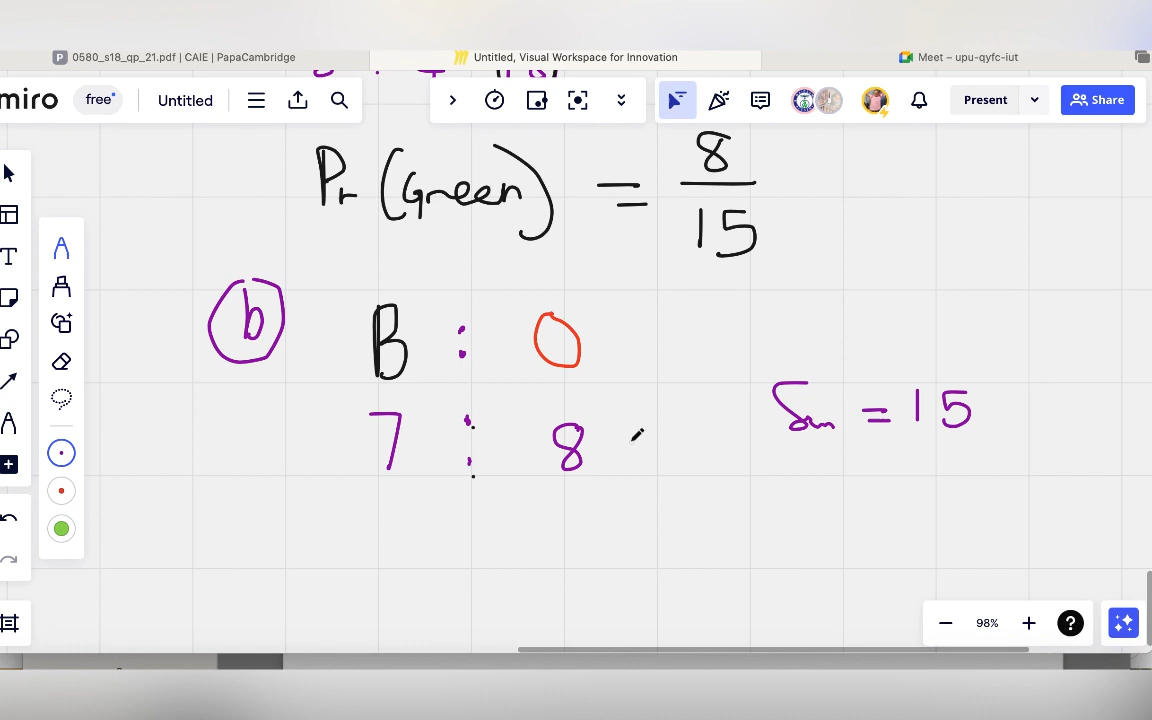 0580_s18_qp_21.pdf | CAIE | PapaCambridge
Untitled, Visual Workspace for Innovation
Meet – upu-qyfc-iut
miro free Untitled Present Share
Pr (Green) = 8/15
b B : O
7 : 8 Sum = 15
98%